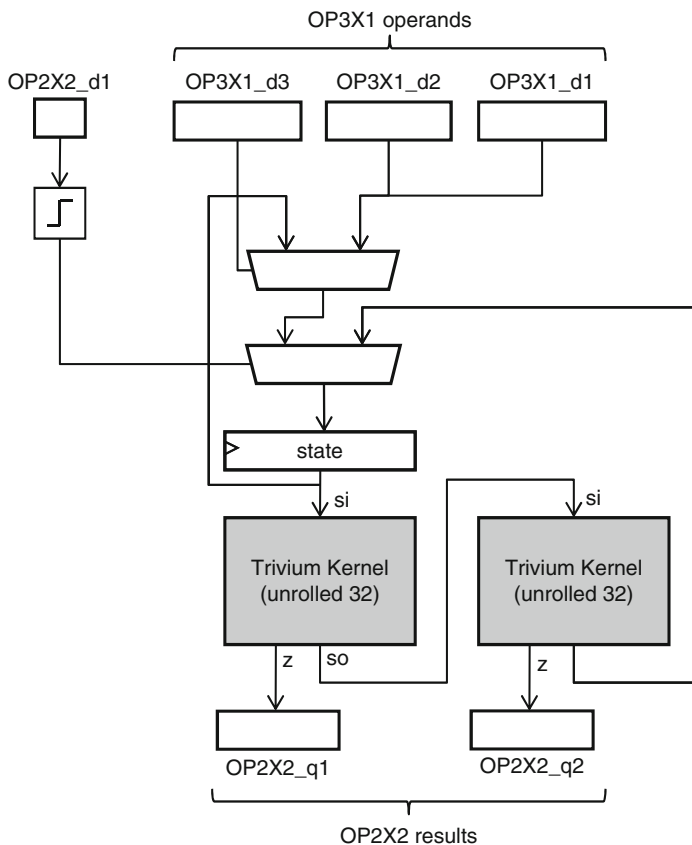 OP3X1 operands
OP2X2_d1
OP3X1_d3
OP3X1_d2
OP3X1_d1
state
si
si
Trivium Kernel
(unrolled 32)
Trivium Kernel
(unrolled 32)
z
so
z
OP2X2_q1
OP2X2_q2
OP2X2 results